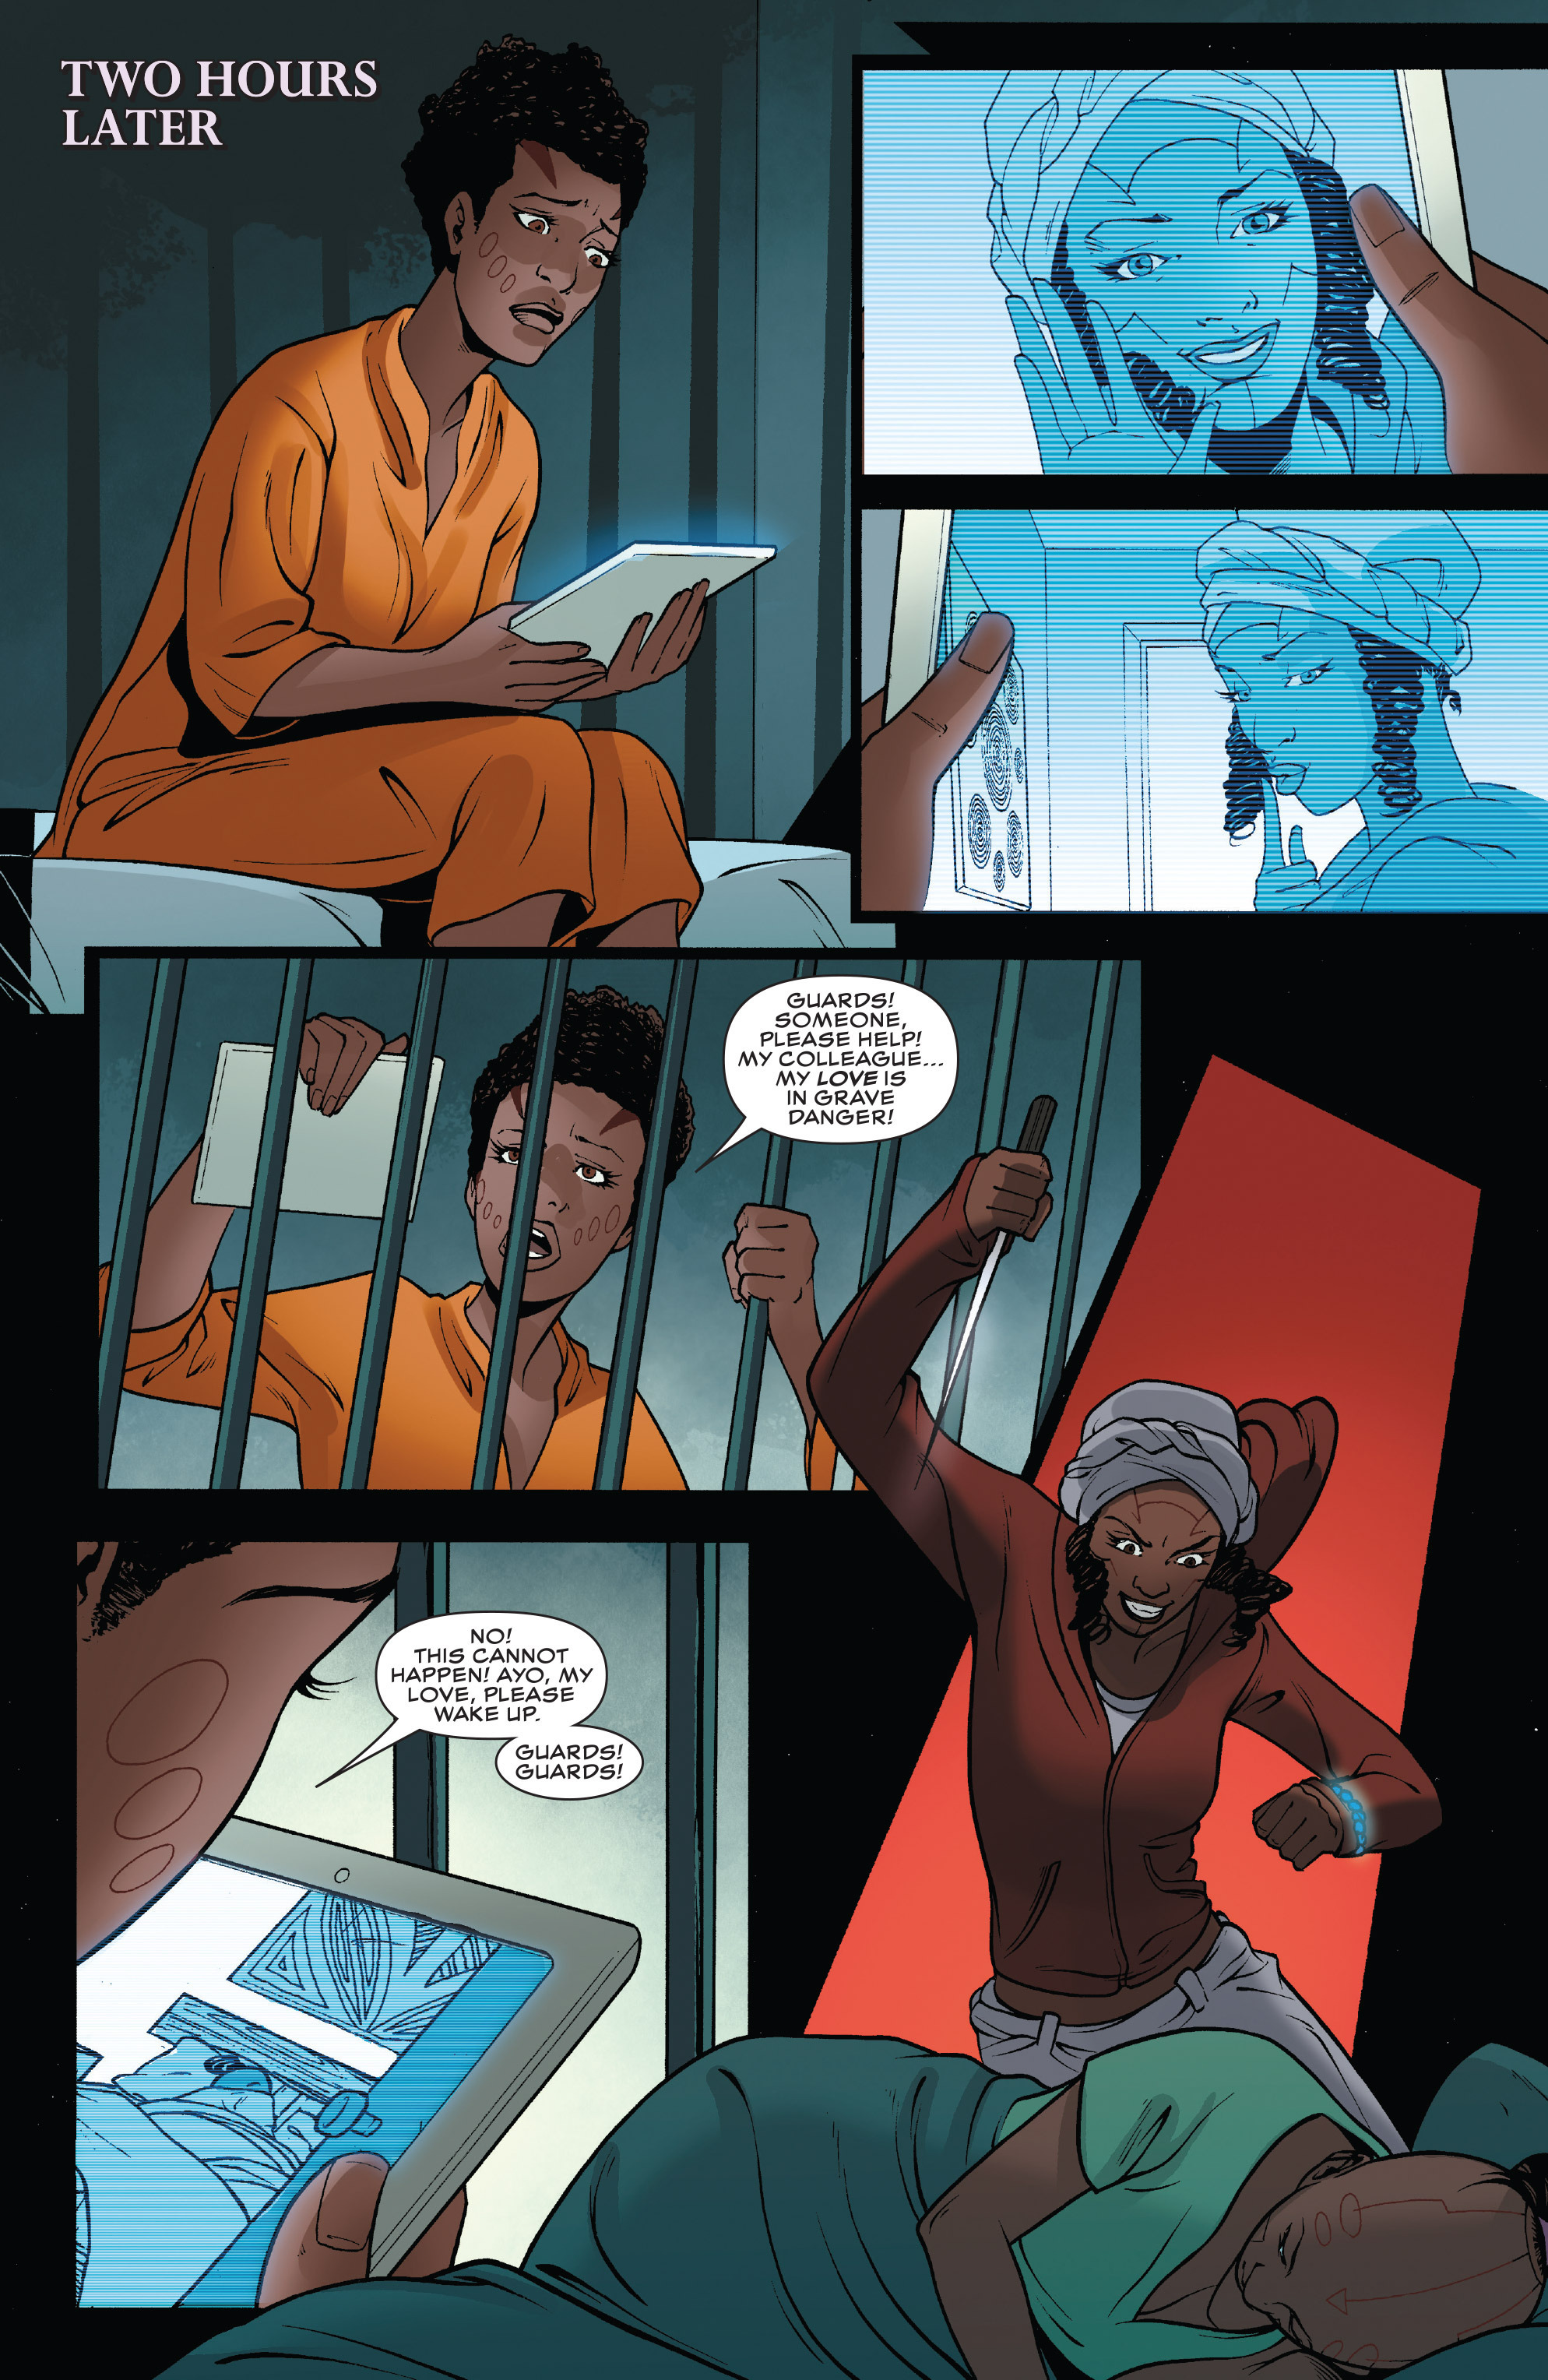 TWO HOURS
LATER
GUARDS!
SOMEONE,
PLEASE HELP!
MY COLLEAGUE...
MY LOVE IS
IN GRAVE
DANGER!
NO!
THIS CANNOT
HAPPEN! AYO, MY
LOVE, PLEASE
WAKE UP.
GUARDS!
GUARDS!